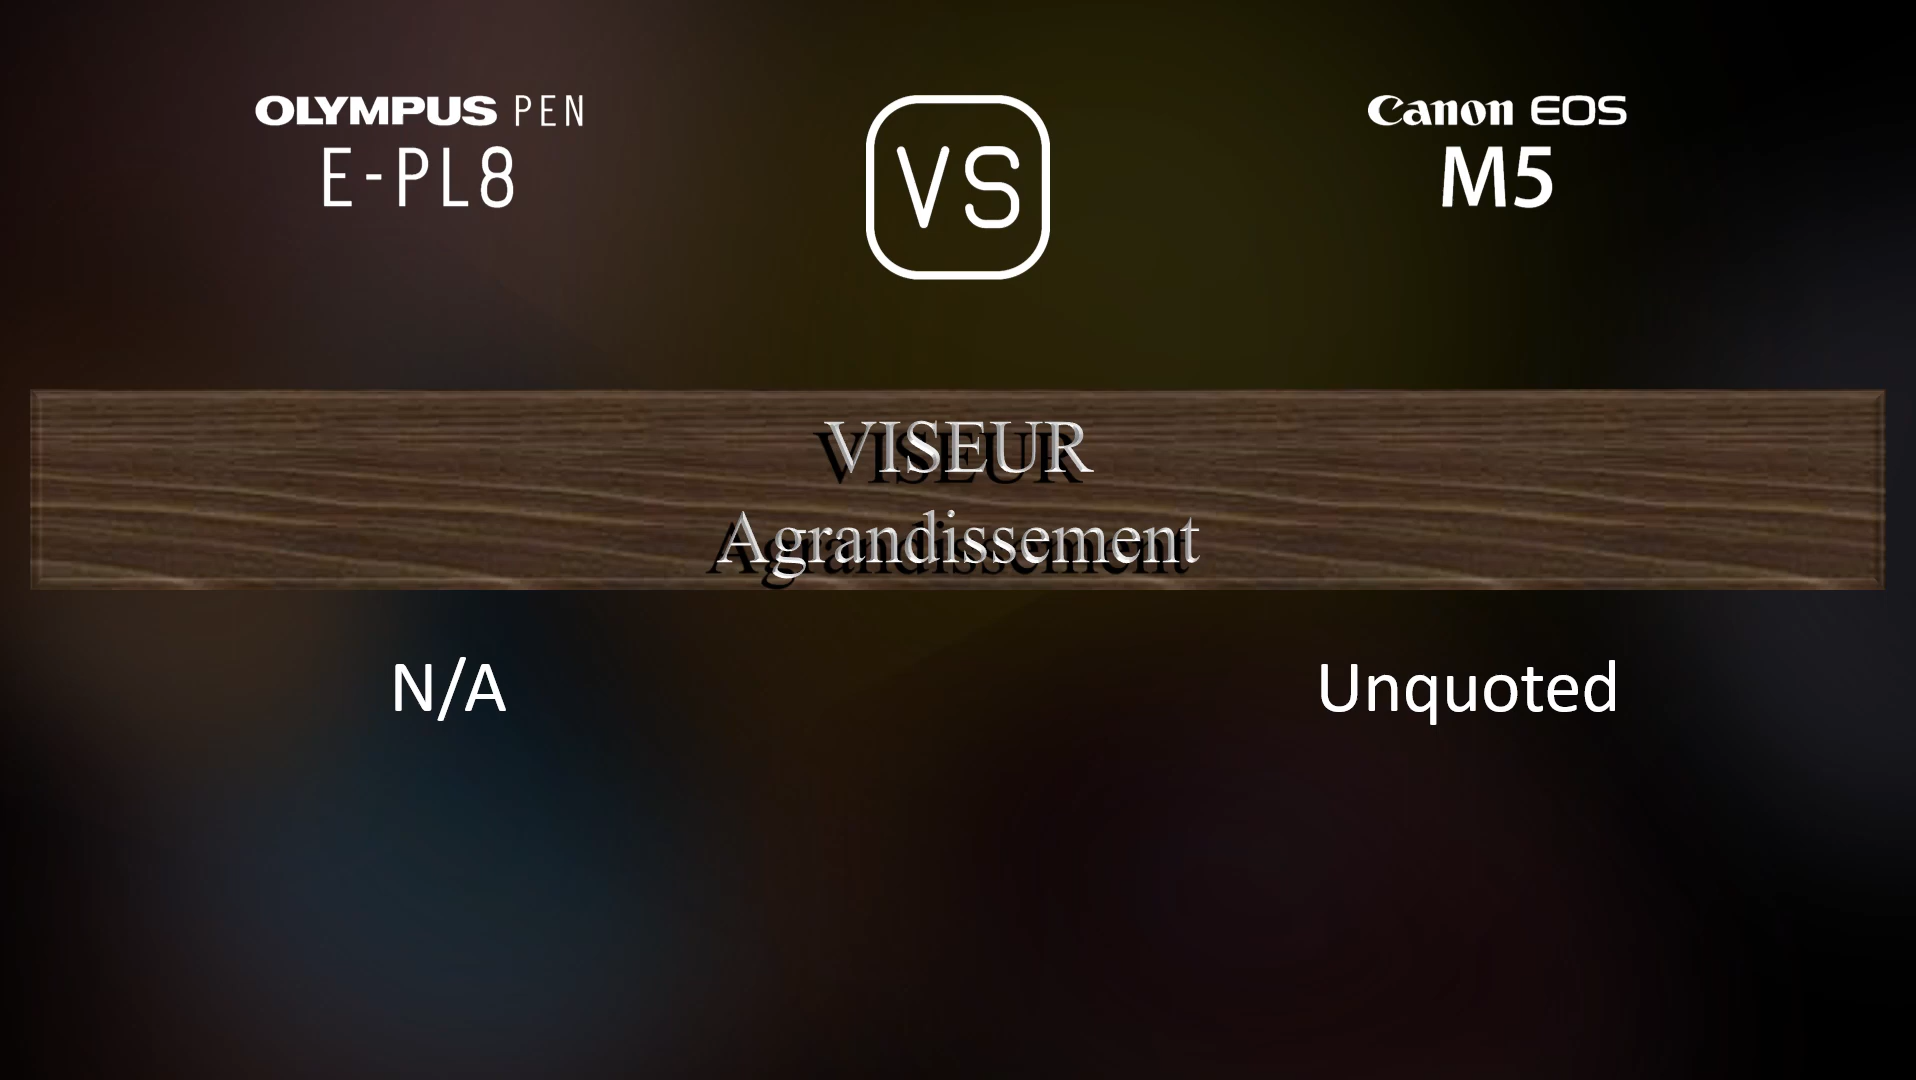 OLYMPUS PEN
E-PL8
VS
Canon EOS
M5
VISEUR
Agrandissement
N/A
Unquoted